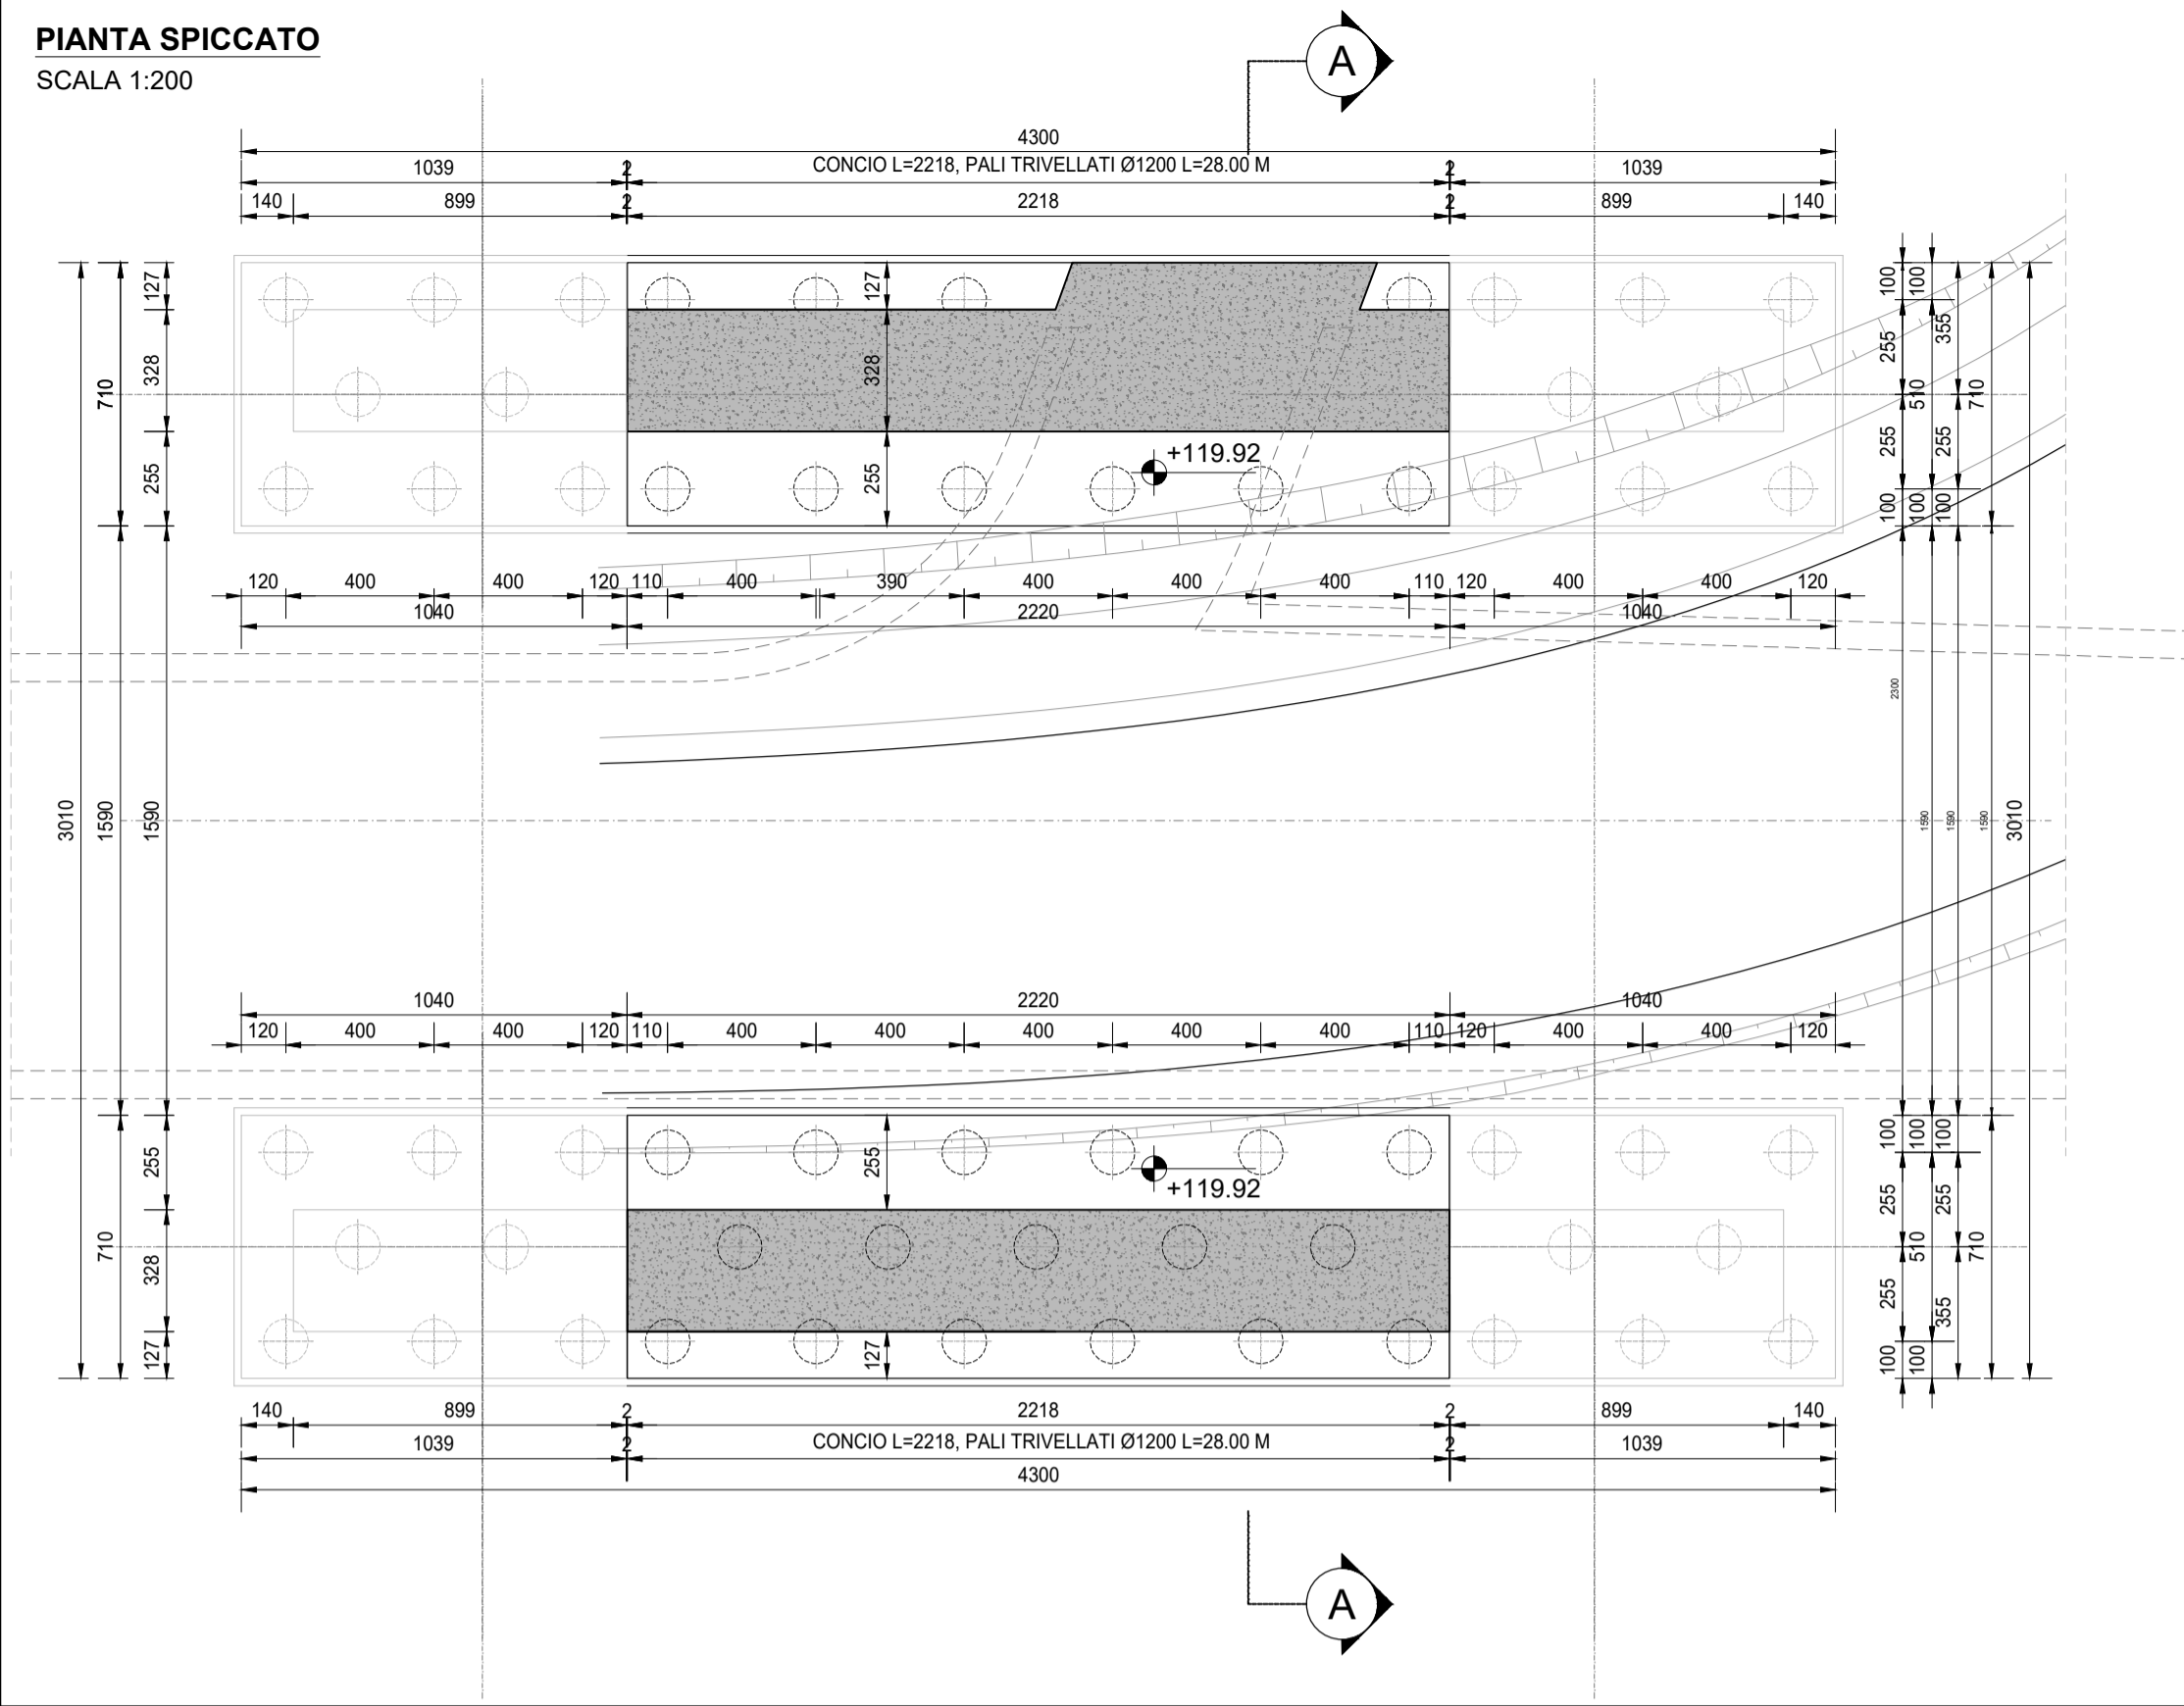 PIANTA SPICCATO
SCALA 1:200
A
4300
1039 2 CONCIO L=2218, PALI TRIVELLATI Ø1200 L=28.00 M 2 1039
140 899 2 2218 2 899 140
127 328 255
710
1590
1590
3010
127
328
255
+119.92
100 255 255 100
100 510 100
355 255 100
710
2300
1590
1590
1590
3010
120 400 400 120 110 400 390 400 400 400 110 120 400 400 120
1040 2220 1040
1040 2220 1040
120 400 400 120 110 400 400 400 400 400 110 120 400 400 120
255 328 127
710
255
127
+119.92
100 255 255 100
100 510 100
100 255 355
710
140 899 2 2218 2 899 140
1039 2 CONCIO L=2218, PALI TRIVELLATI Ø1200 L=28.00 M 2 1039
4300
A